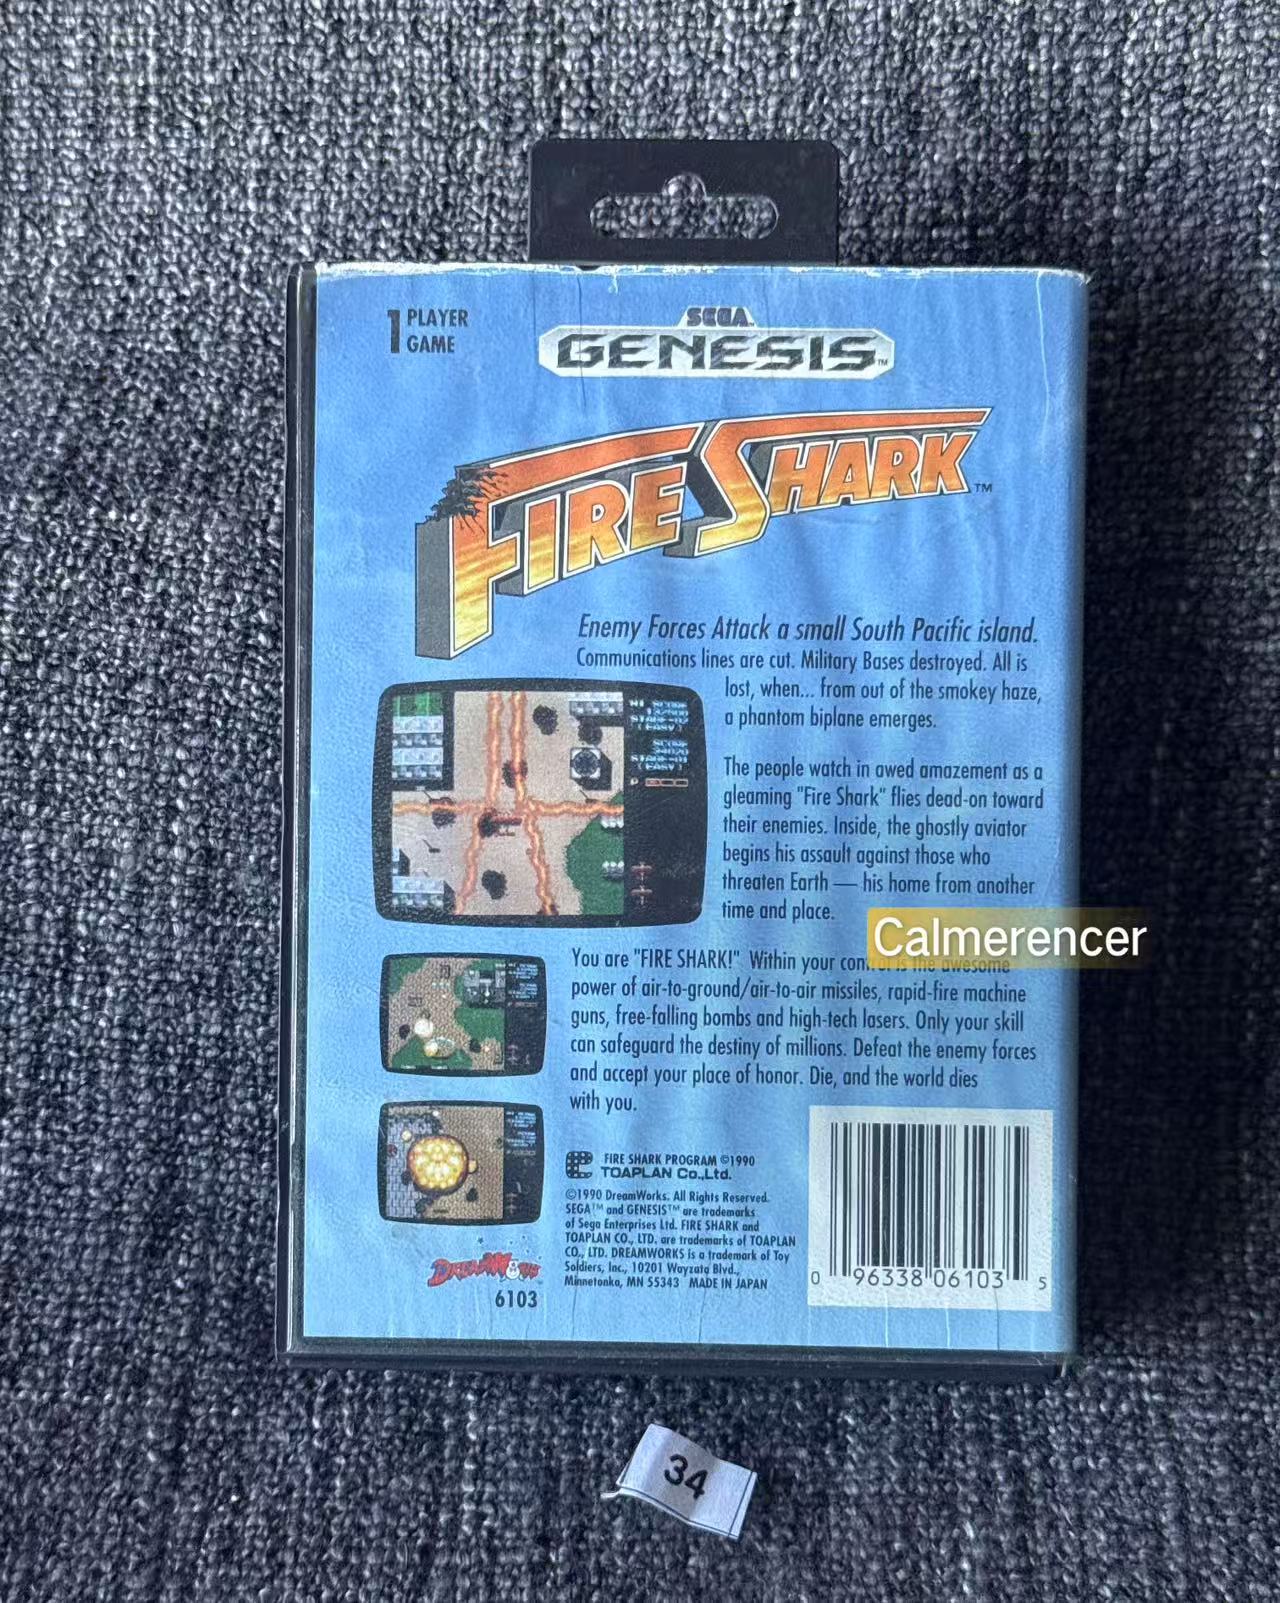 1 PLAYER
GAME
SEGA™
GENESIS™
FIRE SHARK™
Enemy Forces Attack a small South Pacific island.
Communications lines are cut. Military Bases destroyed. All is
lost, when... from out of the smokey haze,
a phantom biplane emerges.
The people watch in awed amazement as a
gleaming "Fire Shark" flies dead-on toward
their enemies. Inside, the ghostly aviator
begins his assault against those who
threaten Earth — his home from another
time and place.
Calmerencer
You are "FIRE SHARK!" Within your control is the awesome
power of air-to-ground/air-to-air missiles, rapid-fire machine
guns, free-falling bombs and high-tech lasers. Only your skill
can safeguard the destiny of millions. Defeat the enemy forces
and accept your place of honor. Die, and the world dies
with you.
FIRE SHARK PROGRAM ©1990
TOAPLAN Co.,Ltd.
©1990 DreamWorks. All Rights Reserved.
SEGA™ and GENESIS™ are trademarks
of Sega Enterprises Ltd. FIRE SHARK and
TOAPLAN CO., LTD. are trademarks of TOAPLAN
CO., LTD. DREAMWORKS is a trademark of Toy
Soldiers, Inc., 10201 Wayzata Blvd.,
Minnetonka, MN 55343 MADE IN JAPAN
6103
0 96338 06103 5
34